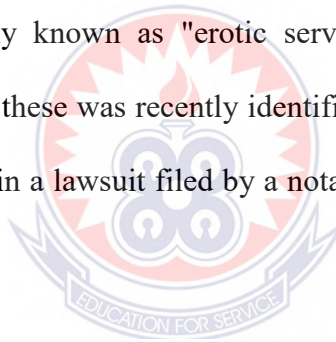 y known as "erotic serv
these was recently identifi
in a lawsuit filed by a nota
EDUCATION FOR SERVICE